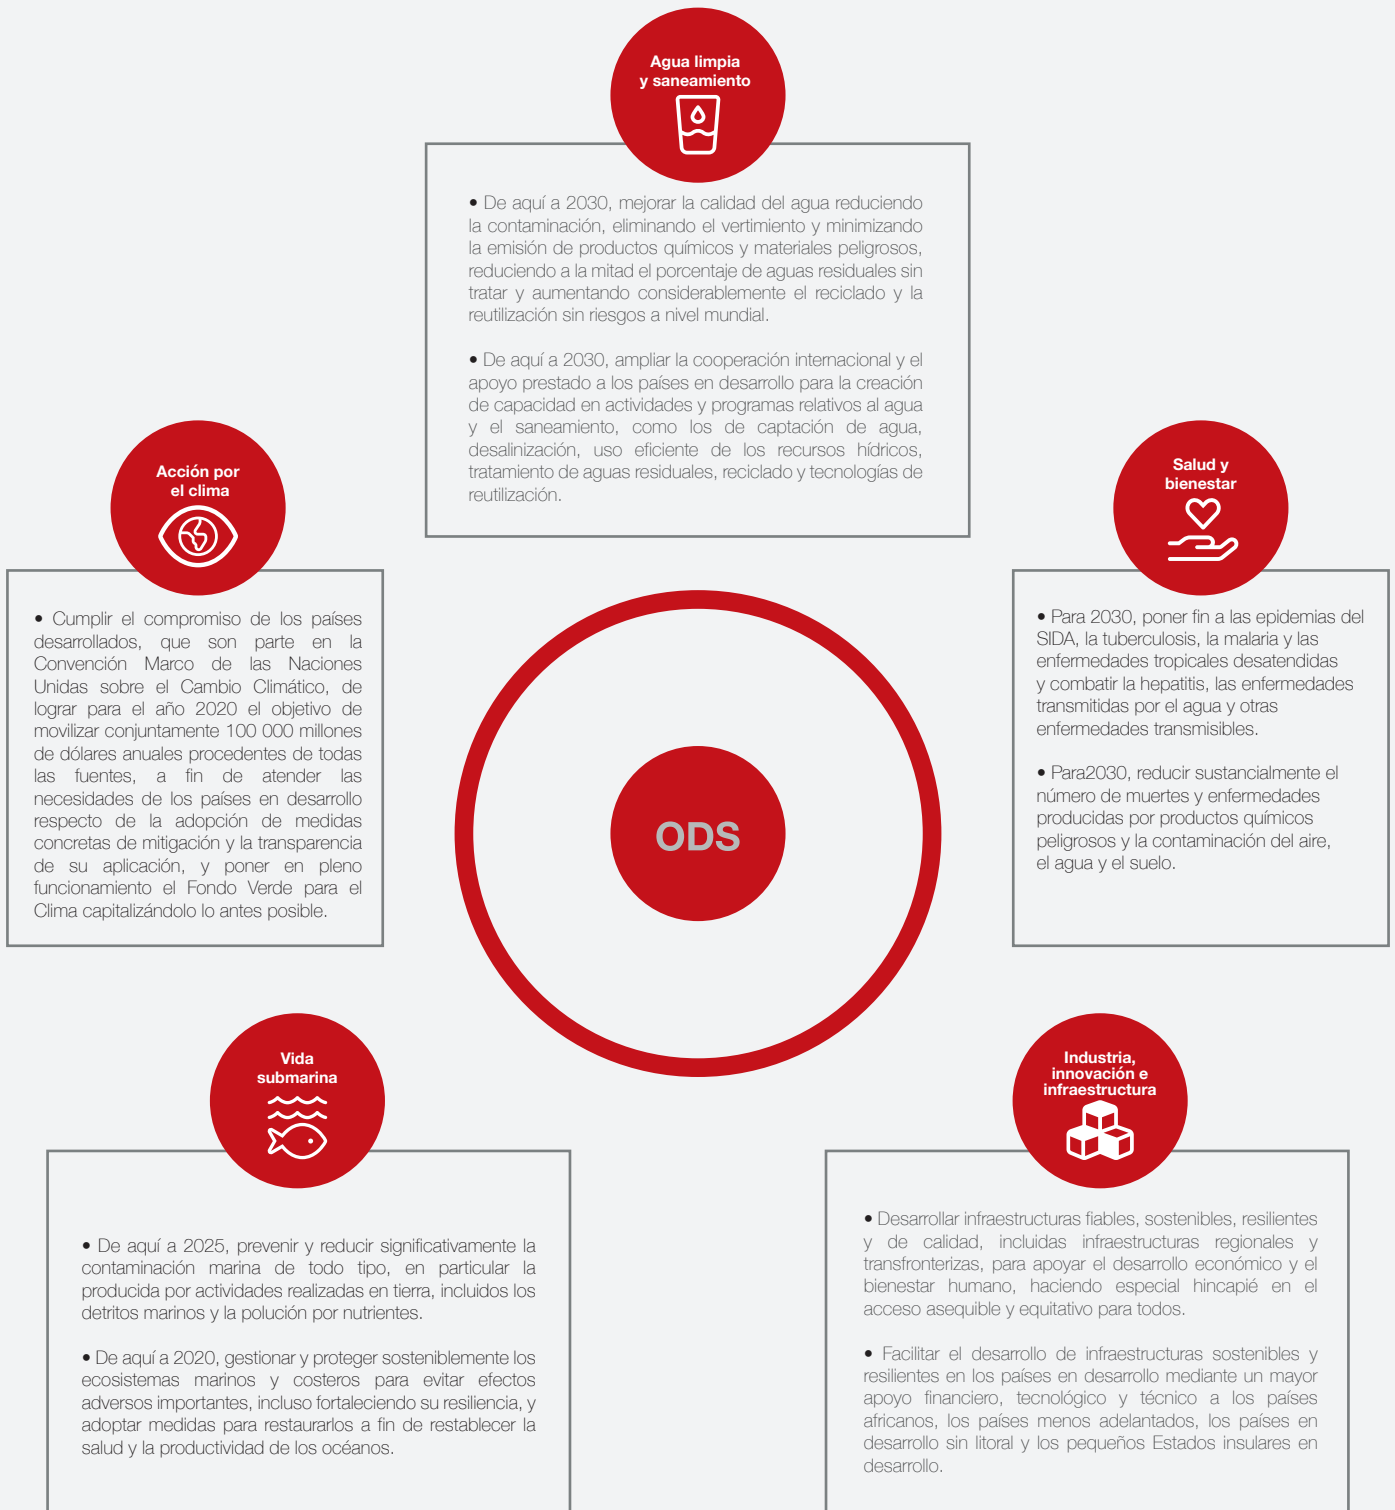 Agua limpia
y saneamiento
• De aquí a 2030, mejorar la calidad del agua reduciendo
la contaminación, eliminando el vertimiento y minimizando
la emisión de productos químicos y materiales peligrosos,
reduciendo a la mitad el porcentaje de aguas residuales sin
tratar y aumentando considerablemente el reciclado y la
reutilización sin riesgos a nivel mundial.
• De aquí a 2030, ampliar la cooperación internacional y el
apoyo prestado a los países en desarrollo para la creación
de capacidad en actividades y programas relativos al agua
y el saneamiento, como los de captación de agua,
desalinización, uso eficiente de los recursos hídricos,
tratamiento de aguas residuales, reciclado y tecnologías de
reutilización.
Acción por
el clima
• Cumplir el compromiso de los países
desarrollados, que son parte en la
Convención Marco de las Naciones
Unidas sobre el Cambio Climático, de
lograr para el año 2020 el objetivo de
movilizar conjuntamente 100 000 millones
de dólares anuales procedentes de todas
las fuentes, a fin de atender las
necesidades de los países en desarrollo
respecto de la adopción de medidas
concretas de mitigación y la transparencia
de su aplicación, y poner en pleno
funcionamiento el Fondo Verde para el
Clima capitalizándolo lo antes posible.
ODS
Salud y
bienestar
• Para 2030, poner fin a las epidemias del
SIDA, la tuberculosis, la malaria y las
enfermedades tropicales desatendidas
y combatir la hepatitis, las enfermedades
transmitidas por el agua y otras
enfermedades transmisibles.
• Para2030, reducir sustancialmente el
número de muertes y enfermedades
producidas por productos químicos
peligrosos y la contaminación del aire,
el agua y el suelo.
Vida
submarina
• De aquí a 2025, prevenir y reducir significativamente la
contaminación marina de todo tipo, en particular la
producida por actividades realizadas en tierra, incluidos los
detritos marinos y la polución por nutrientes.
• De aquí a 2020, gestionar y proteger sosteniblemente los
ecosistemas marinos y costeros para evitar efectos
adversos importantes, incluso fortaleciendo su resiliencia, y
adoptar medidas para restaurarlos a fin de restablecer la
salud y la productividad de los océanos.
Industria,
innovación e
infraestructura
• Desarrollar infraestructuras fiables, sostenibles, resilientes
y de calidad, incluidas infraestructuras regionales y
transfronterizas, para apoyar el desarrollo económico y el
bienestar humano, haciendo especial hincapié en el
acceso asequible y equitativo para todos.
• Facilitar el desarrollo de infraestructuras sostenibles y
resilientes en los países en desarrollo mediante un mayor
apoyo financiero, tecnológico y técnico a los países
africanos, los países menos adelantados, los países en
desarrollo sin litoral y los pequeños Estados insulares en
desarrollo.